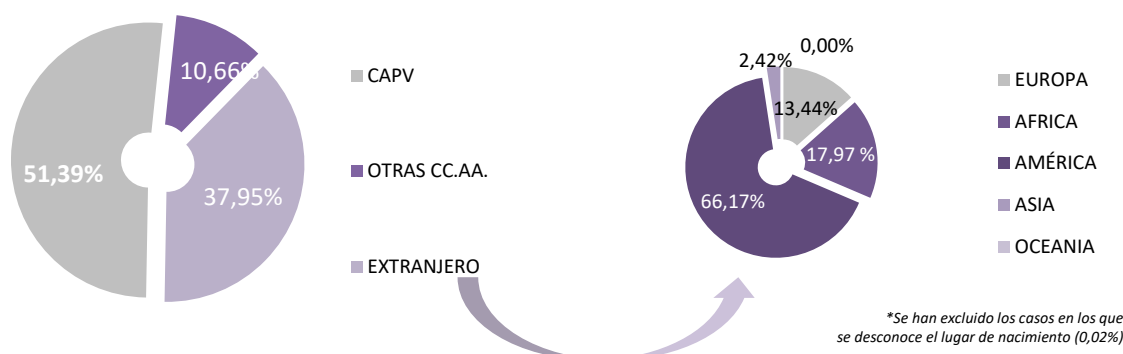 51,39%
10,66%
37,95%
CAPV
OTRAS CC.AA.
EXTRANJERO
0,00%
2,42%
13,44%
17,97 %
66,17%
EUROPA
AFRICA
AMÉRICA
ASIA
OCEANIA
*Se han excluido los casos en los que
se desconoce el lugar de nacimiento (0,02%)